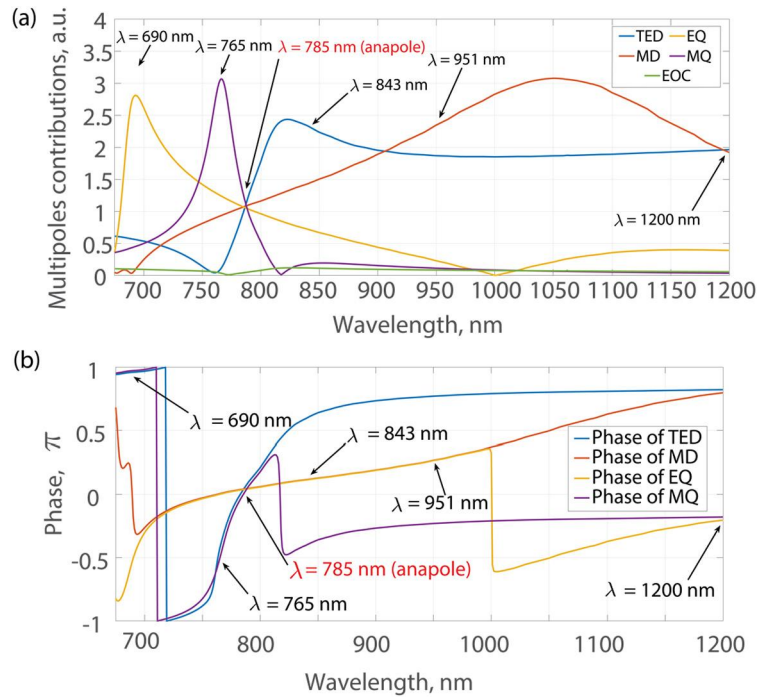 (a)
Multipoles contributions, a.u.
4
3.5
3
2.5
2
1.5
1
0.5
0
λ = 690 nm
λ = 765 nm
λ = 785 nm (anapole)
λ = 843 nm
λ = 951 nm
λ = 1200 nm
TED EQ
MD MQ
EOC
700 750 800 850 900 950 1000 1050 1100 1150 1200
Wavelength, nm
(b)
Phase, π
1
0.5
0
-0.5
-1
λ = 690 nm
λ = 843 nm
λ = 951 nm
λ = 785 nm (anapole)
λ = 765 nm
λ = 1200 nm
Phase of TED
Phase of MD
Phase of EQ
Phase of MQ
700 800 900 1000 1100 1200
Wavelength, nm